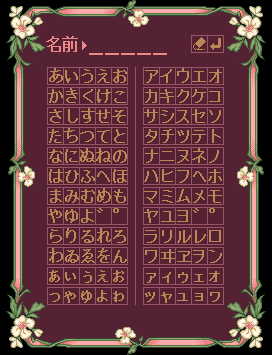 名前▸_____
あいうえお アイウエオ
かきくけこ カキクケコ
さしすせそ サシスセソ
たちつてと タチツテト
なにぬねの ナニヌネノ
はひふへほ ハヒフヘホ
まみむめも マミムメモ
やゆよ゛゜ ヤユヨ゛゜
らりるれろ ラリルレロ
わゐゑをん ワヰヱヲン
ぁぃぅぇぉ ァィゥェォ
っゃゅょゎ ッャュョヮ